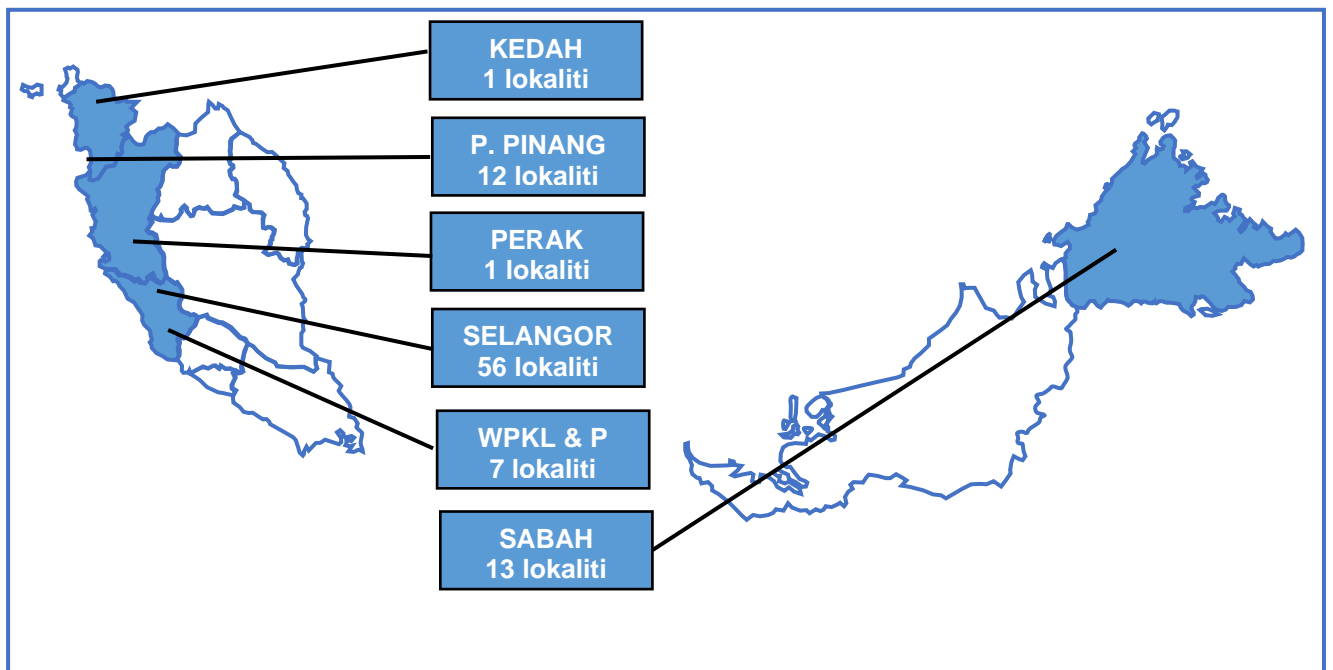 KEDAH
1 lokaliti
P. PINANG
12 lokaliti
PERAK
1 lokaliti
SELANGOR
56 lokaliti
WPKL & P
7 lokaliti
SABAH
13 lokaliti